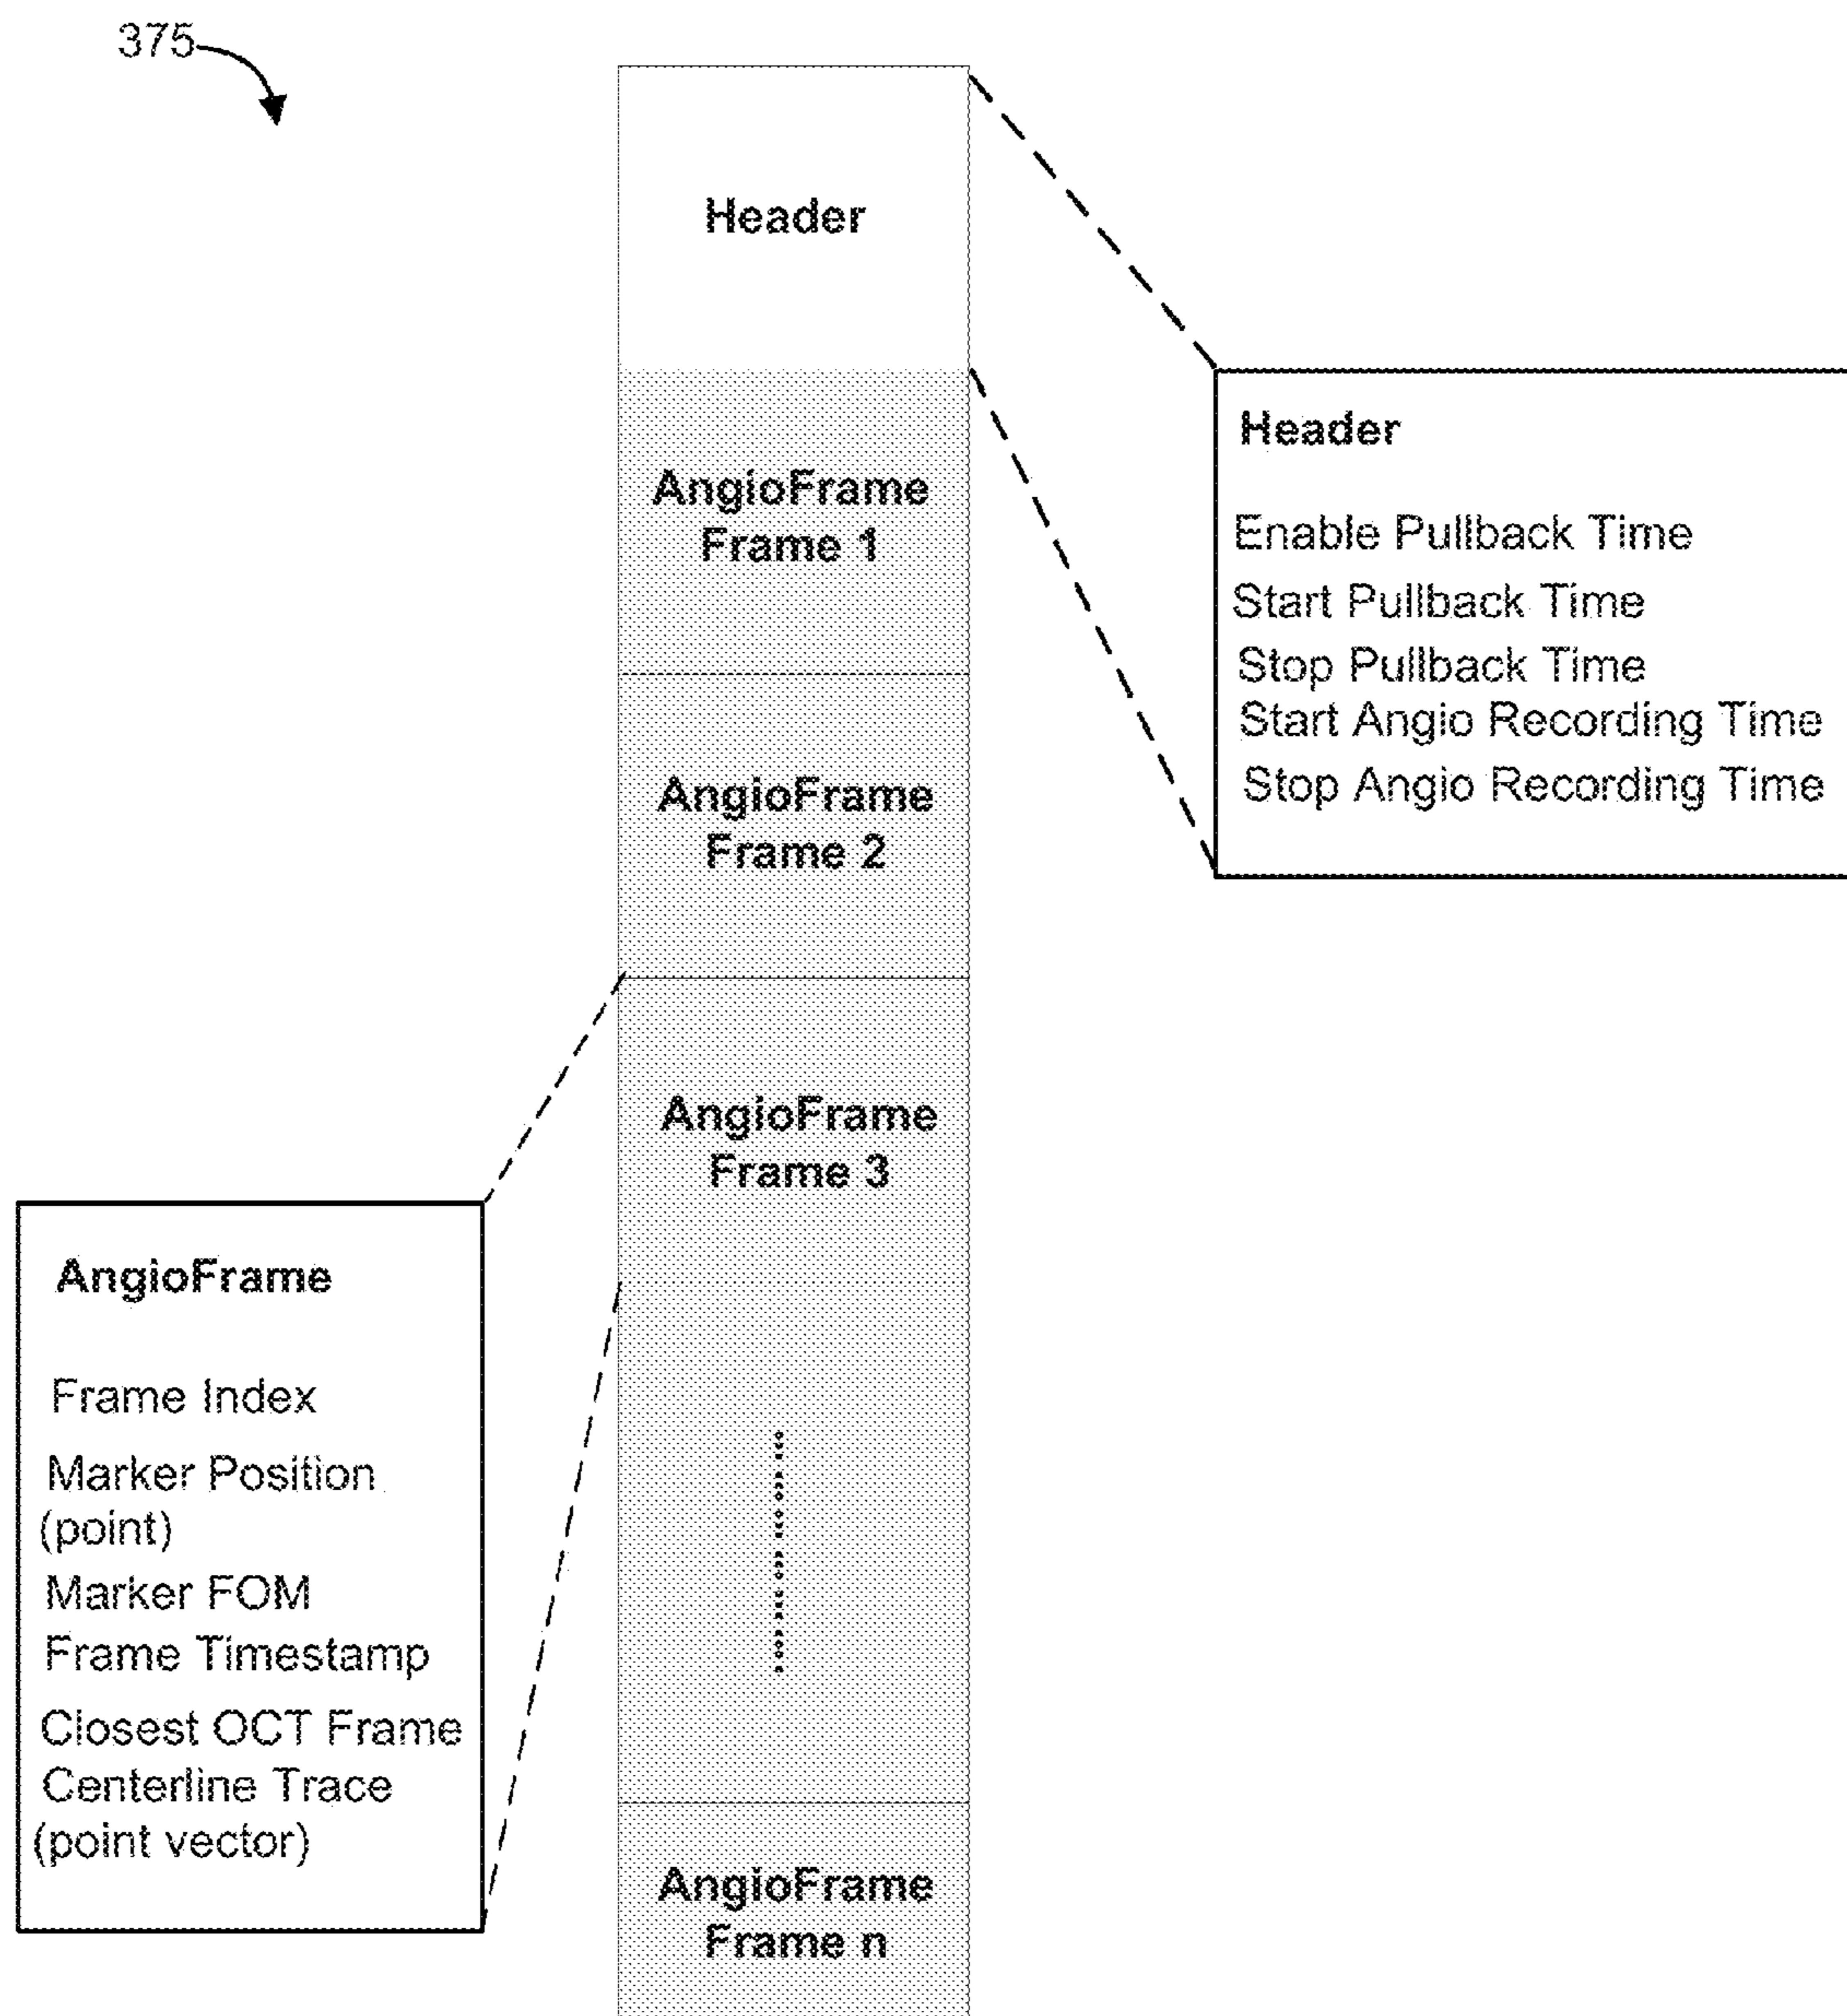 375
Header
AngioFrame
Frame 1
AngioFrame
Frame 2
AngioFrame
Frame 3
AngioFrame
Frame n
Header
Enable Pullback Time
Start Pullback Time
Stop Pullback Time
Start Angio Recording Time
Stop Angio Recording Time
AngioFrame
Frame Index
Marker Position
(point)
Marker FOM
Frame Timestamp
Closest OCT Frame
Centerline Trace
(point vector)